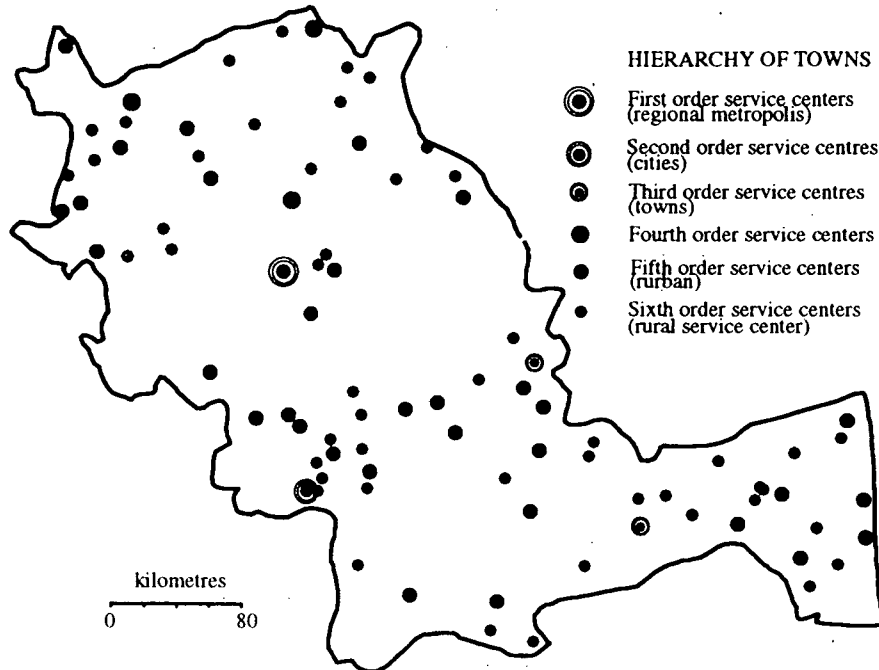 HIERARCHY OF TOWNS
First order service centers
(regional metropolis)
Second order service centres
(cities)
Third order service centres
(towns)
Fourth order service centers
Fifth order service centers
(rurban)
Sixth order service centers
(rural service center)
kilometres
0 80